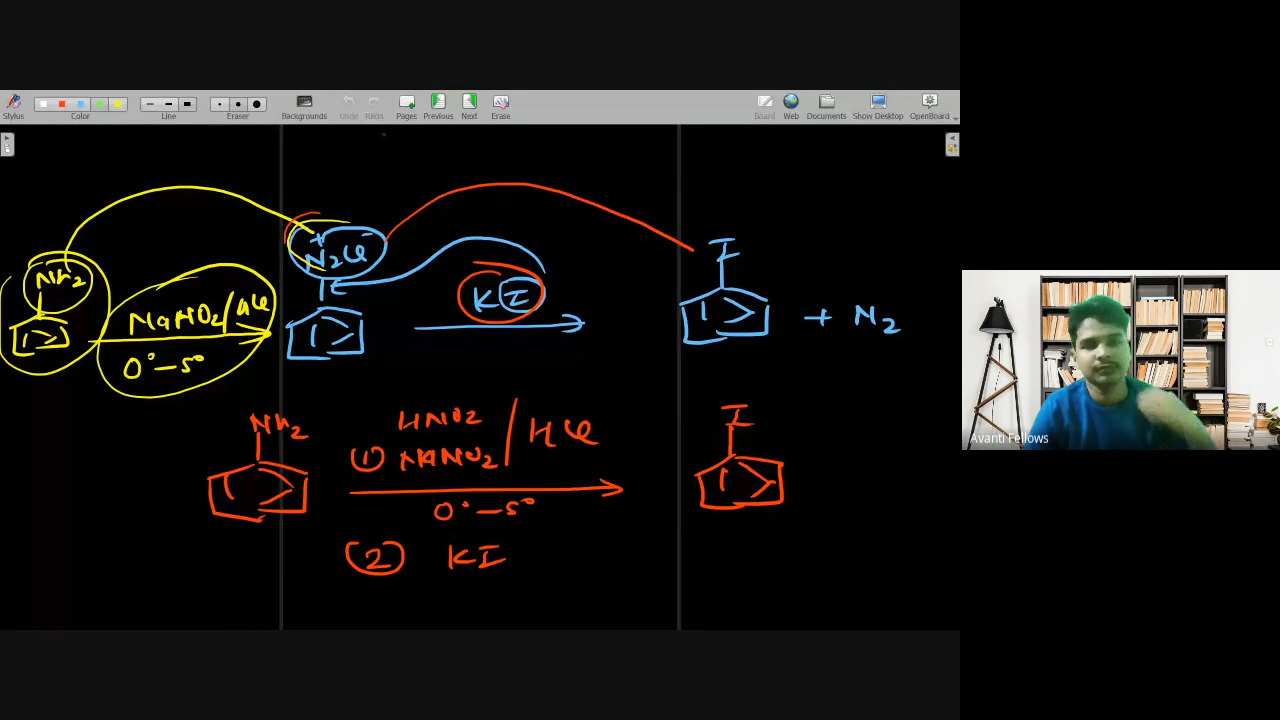 Stylus Color Line Eraser Backgrounds Undo Redo Pages Previous Next Erase Board Web Documents Show Desktop OpenBoard
NH2
NaNO2/HCl
0°-5°
+ -
N2Cl
KI
I
+ N2
NH2
① HNO2
NaNO2 / HCl
0°-5°
② KI
I
Avanti Fellows